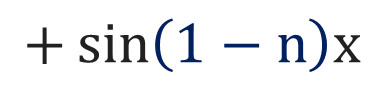 + sin(1 − n)x